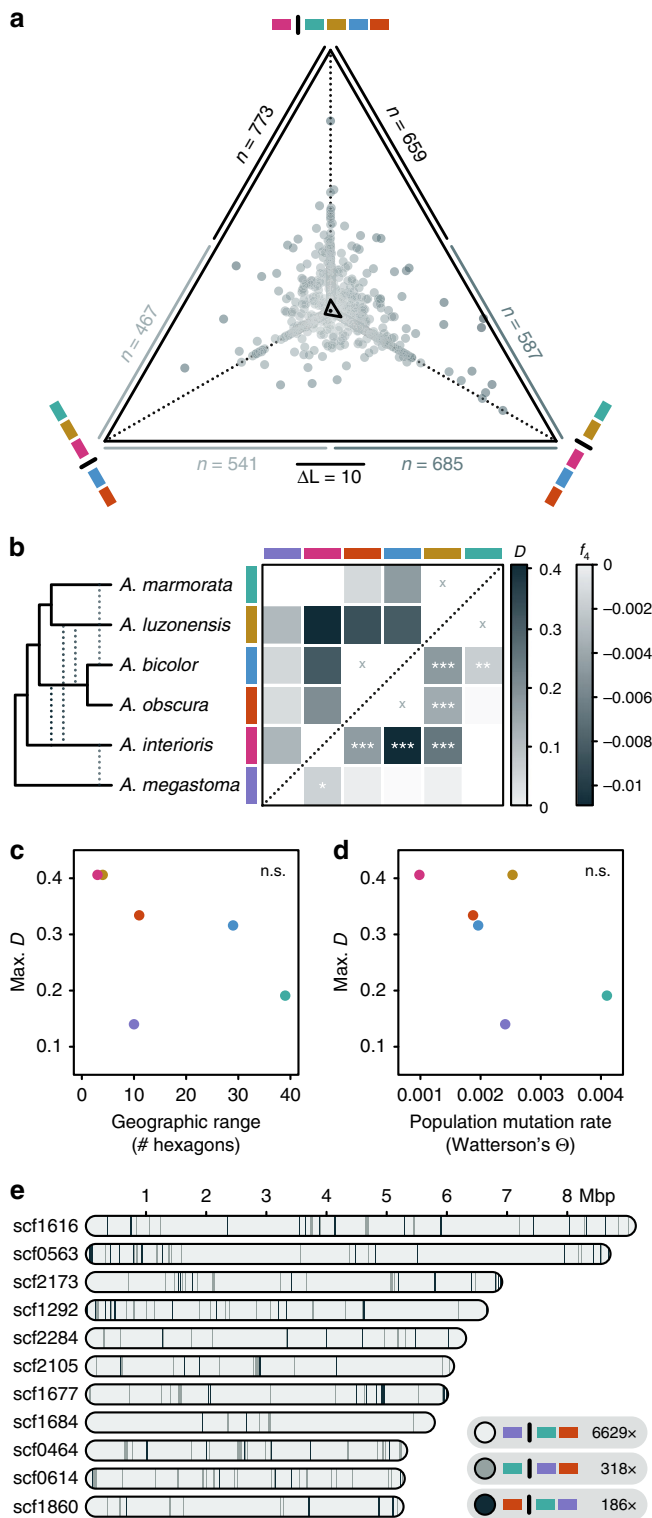 a
n = 773
n = 659
n = 467
n = 587
n = 541
n = 685
ΔL = 10
b
D
f4
A. marmorata
A. luzonensis
A. bicolor
A. obscura
A. interioris
A. megastoma
x
x
x
***
**
x
***
***
***
***
*
0.4
0.3
0.2
0.1
0
0
−0.002
−0.004
−0.006
−0.008
−0.01
c
n.s.
Max. D
0.4
0.3
0.2
0.1
0
10
20
30
40
Geographic range
(# hexagons)
d
n.s.
Max. D
0.4
0.3
0.2
0.1
0.001
0.002
0.003
0.004
Population mutation rate
(Watterson's Θ)
e
1 2 3 4 5 6 7 8 Mbp
scf1616
scf0563
scf2173
scf1292
scf2284
scf2105
scf1677
scf1684
scf0464
scf0614
scf1860
6629×
318×
186×